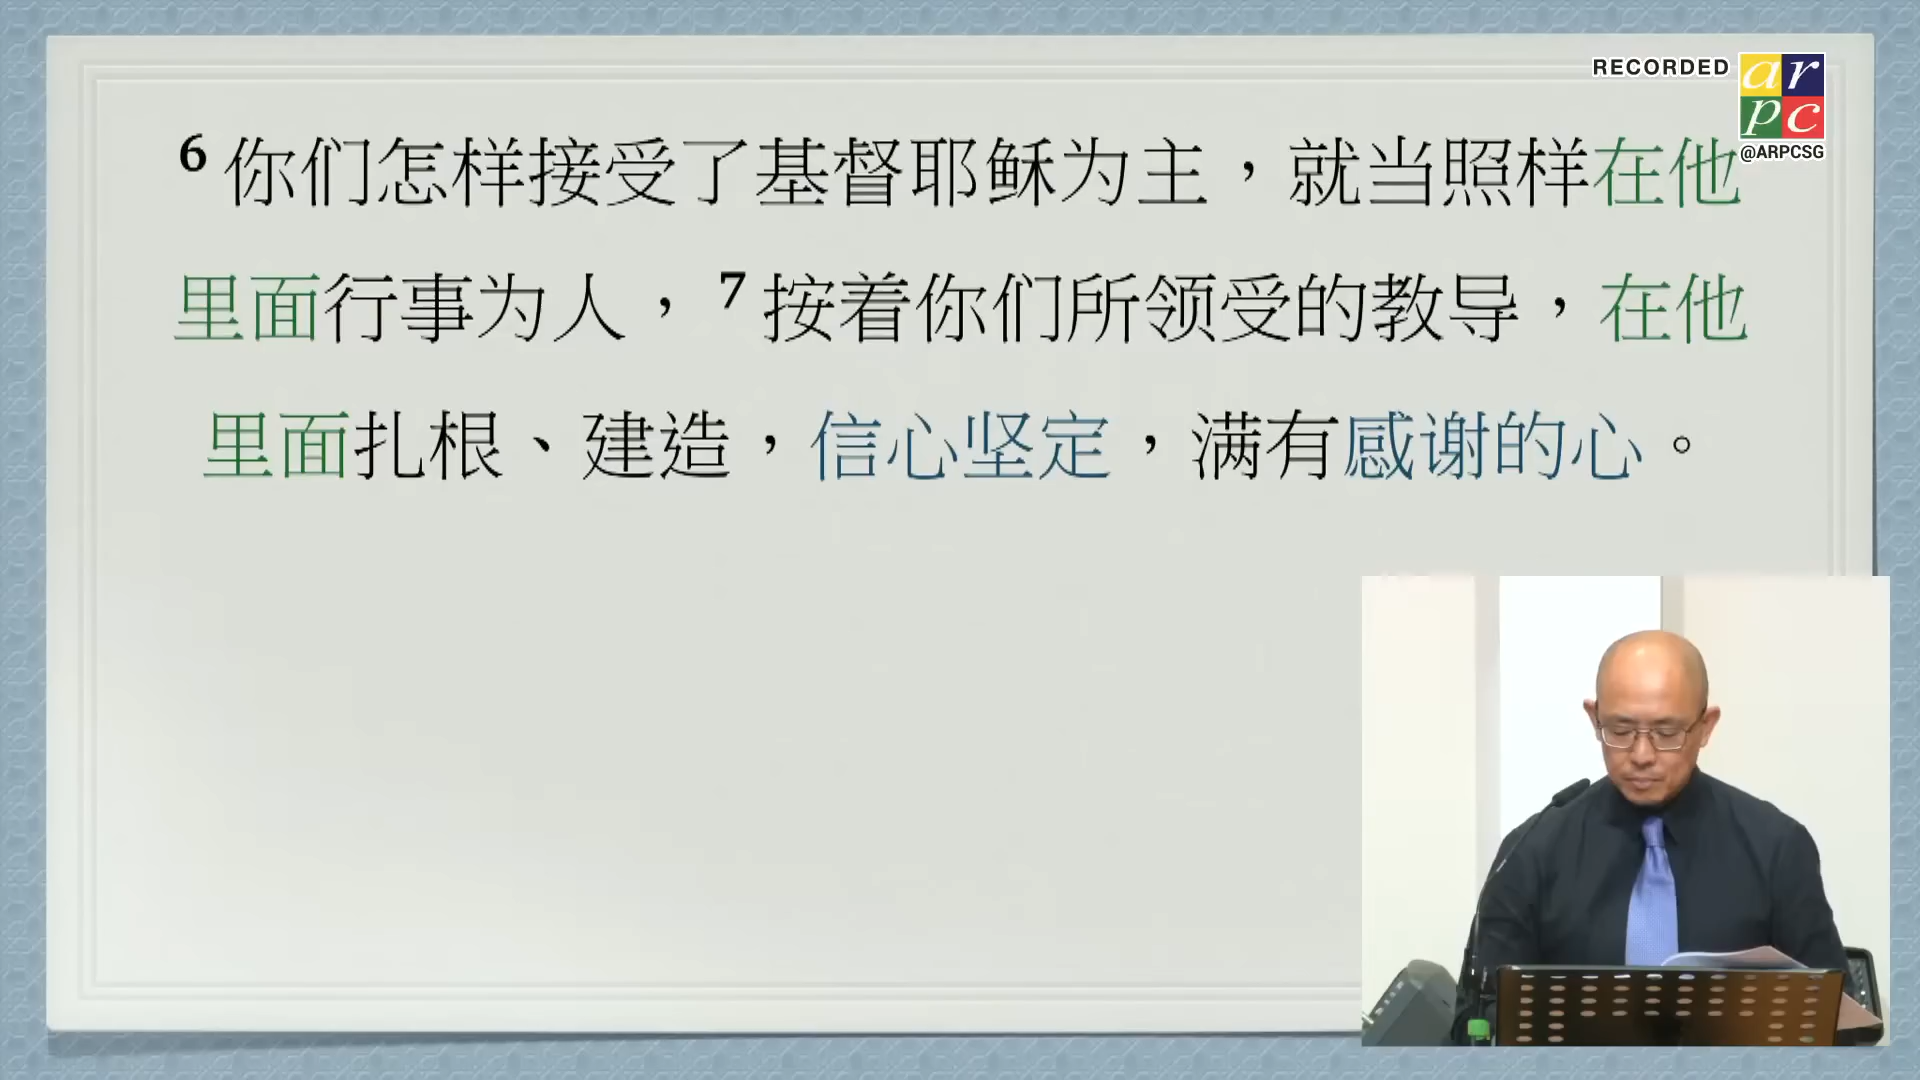 RECORDED
ar
pc
@ARPCSG
6 你们怎样接受了基督耶稣为主，就当照样在他
里面行事为人，7 按着你们所领受的教导，在他
里面扎根、建造，信心坚定，满有感谢的心。